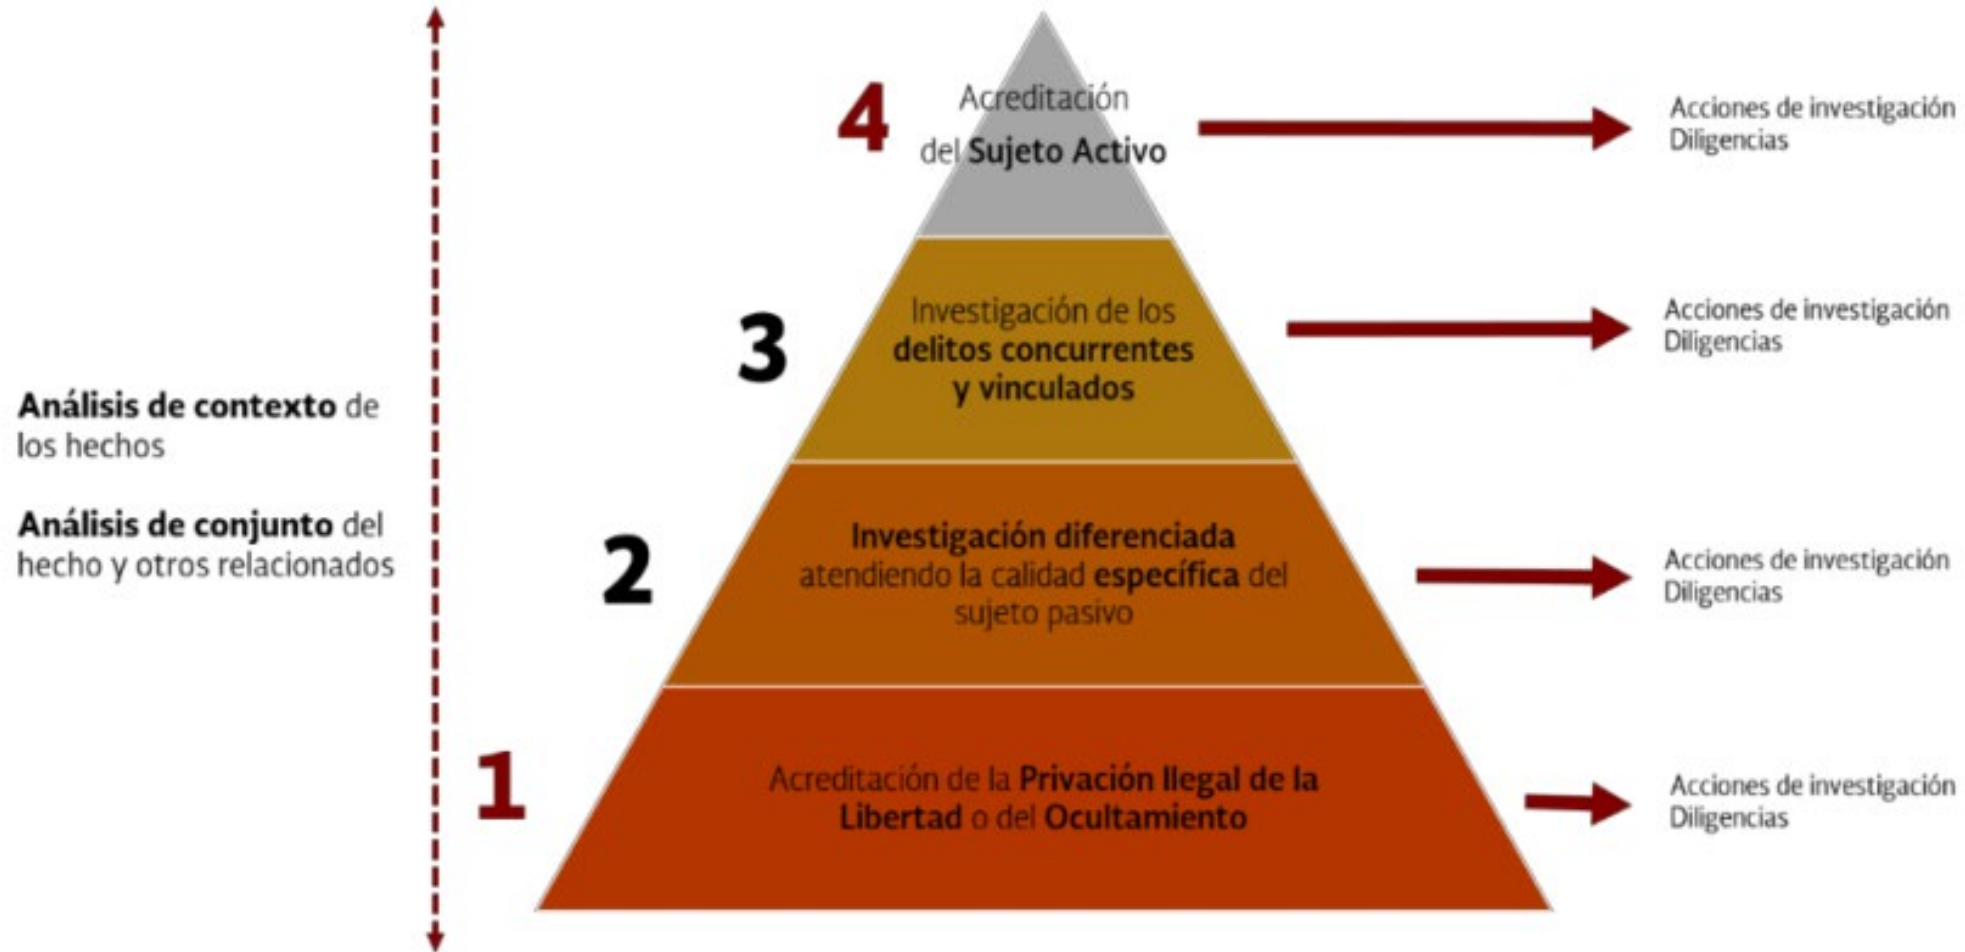 4
Acreditación
del Sujeto Activo
Acciones de investigación
Diligencias
3
Investigación de los
delitos concurrentes
y vinculados
Acciones de investigación
Diligencias
Análisis de contexto de
los hechos
Análisis de conjunto del
hecho y otros relacionados
2
Investigación diferenciada
atendiendo la calidad específica del
sujeto pasivo
Acciones de investigación
Diligencias
1
Acreditación de la Privación Ilegal de la
Libertad o del Ocultamiento
Acciones de investigación
Diligencias